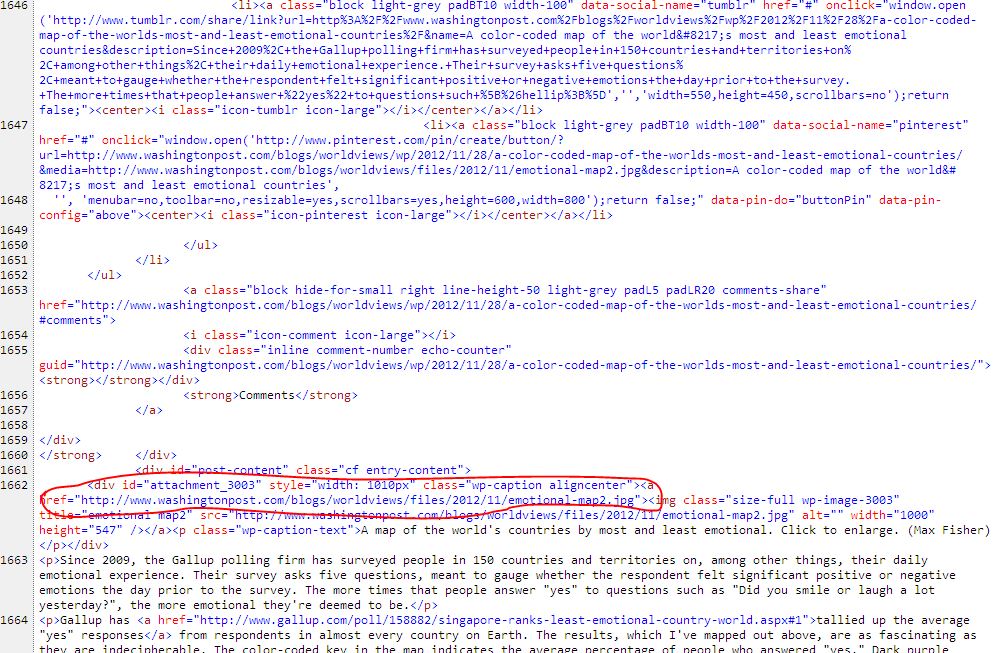 1646 <li><a class="block light-grey padBT10 width-100" data-social-name="tumblr" href="#" onclick="window.open
('http://www.tumblr.com/share/link?url=http%3A%2F%2Fwww.washingtonpost.com%2Fblogs%2Fworldviews%2Fwp%2F2012%2F11%2F28%2Fa-color-coded-
map-of-the-worlds-most-and-least-emotional-countries%2F&name=A color-coded map of the world&#8217;s most and least emotional
countries&description=Since+2009%2C+the+Gallup+polling+firm+has+surveyed+people+in+150+countries+and+territories+on%
2C+among+other+things%2C+their+daily+emotional+experience.+Their+survey+asks+five+questions%
2C+meant+to+gauge+whether+the+respondent+felt+significant+positive+or+negative+emotions+the+day+prior+to+the+survey.
+The+more+times+that+people+answer+%22yes%22+to+questions+such+%5B%26hellip%3B%5D','','width=550,height=450,scrollbars=no');return
false;"><center><i class="icon-tumblr icon-large"></i></center></a></li>
1647 <li><a class="block light-grey padBT10 width-100" data-social-name="pinterest"
href="#" onclick="window.open('http://www.pinterest.com/pin/create/button/?
url=http://www.washingtonpost.com/blogs/worldviews/wp/2012/11/28/a-color-coded-map-of-the-worlds-most-and-least-emotional-countries/
&media=http://www.washingtonpost.com/blogs/worldviews/files/2012/11/emotional-map2.jpg&description=A color-coded map of the world&#
8217;s most and least emotional countries',
1648 '', 'menubar=no,toolbar=no,resizable=yes,scrollbars=yes,height=600,width=800');return false;" data-pin-do="buttonPin" data-pin-
config="above"><center><i class="icon-pinterest icon-large"></i></center></a></li>
1649
1650 </ul>
1651 </li>
1652 </ul>
1653 <a class="block hide-for-small right line-height-50 light-grey padL5 padLR20 comments-share"
href="http://www.washingtonpost.com/blogs/worldviews/wp/2012/11/28/a-color-coded-map-of-the-worlds-most-and-least-emotional-countries/
#comments">
1654 <i class="icon-comment icon-large"></i>
1655 <div class="inline comment-number echo-counter"
guid="http://www.washingtonpost.com/blogs/worldviews/wp/2012/11/28/a-color-coded-map-of-the-worlds-most-and-least-emotional-countries/">
<strong></strong></div>
1656 <strong>Comments</strong>
1657 </a>
1658
1659 </div>
1660 </strong> </div>
1661 <div id="post-content" class="cf entry-content">
1662 <div id="attachment_3003" style="width: 1010px" class="wp-caption aligncenter"><a
href="http://www.washingtonpost.com/blogs/worldviews/files/2012/11/emotional-map2.jpg"><img class="size-full wp-image-3003"
title="emotional map2" src="http://www.washingtonpost.com/blogs/worldviews/files/2012/11/emotional-map2.jpg" alt="" width="1000"
height="547" /></a><p class="wp-caption-text">A map of the world's countries by most and least emotional. Click to enlarge. (Max Fisher)
</p></div>
1663 <p>Since 2009, the Gallup polling firm has surveyed people in 150 countries and territories on, among other things, their daily
emotional experience. Their survey asks five questions, meant to gauge whether the respondent felt significant positive or negative
emotions the day prior to the survey. The more times that people answer "yes" to questions such as "Did you smile or laugh a lot
yesterday?", the more emotional they're deemed to be.</p>
1664 <p>Gallup has <a href="http://www.gallup.com/poll/158882/singapore-ranks-least-emotional-country-world.aspx#1">tallied up the average
"yes" responses</a> from respondents in almost every country on Earth. The results, which I've mapped out above, are as fascinating as
they are indecipherable. The color-coded key in the map indicates the average percentage of people who answered "yes." Dark purple